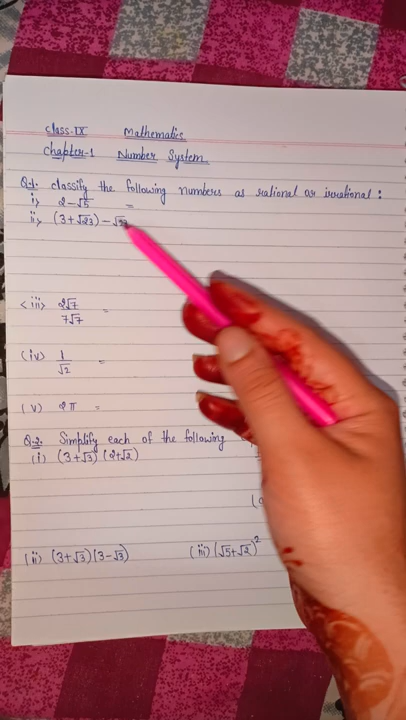 Class-IX Mathematics
Chapter-1 Number System
Q.1. Classify the following numbers as rational or irrational :
i> 2-√5 =
ii> (3+√23) - √23
<iii> 2√7/7√7 =
(iv) 1/√2 =
(v) 2π =
Q.2. Simplify each of the following
(i) (3+√3) (2+√2)
(ii) (3+√3) (3-√3) (iii) (√5+√2)²